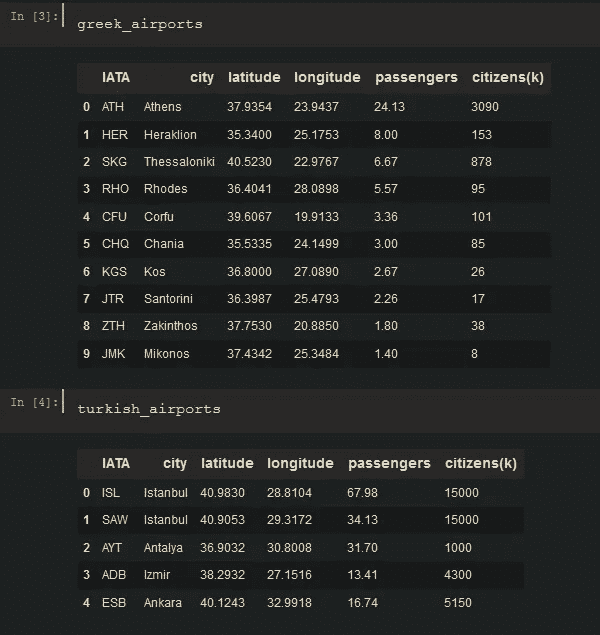 In [3]: greek_airports
IATA city latitude longitude passengers citizens(k)
0 ATH Athens 37.9354 23.9437 24.13 3090
1 HER Heraklion 35.3400 25.1753 8.00 153
2 SKG Thessaloniki 40.5230 22.9767 6.67 878
3 RHO Rhodes 36.4041 28.0898 5.57 95
4 CFU Corfu 39.6067 19.9133 3.36 101
5 CHQ Chania 35.5335 24.1499 3.00 85
6 KGS Kos 36.8000 27.0890 2.67 26
7 JTR Santorini 36.3987 25.4793 2.26 17
8 ZTH Zakinthos 37.7530 20.8850 1.80 38
9 JMK Mikonos 37.4342 25.3484 1.40 8
In [4]: turkish_airports
IATA city latitude longitude passengers citizens(k)
0 ISL Istanbul 40.9830 28.8104 67.98 15000
1 SAW Istanbul 40.9053 29.3172 34.13 15000
2 AYT Antalya 36.9032 30.8008 31.70 1000
3 ADB Izmir 38.2932 27.1516 13.41 4300
4 ESB Ankara 40.1243 32.9918 16.74 5150